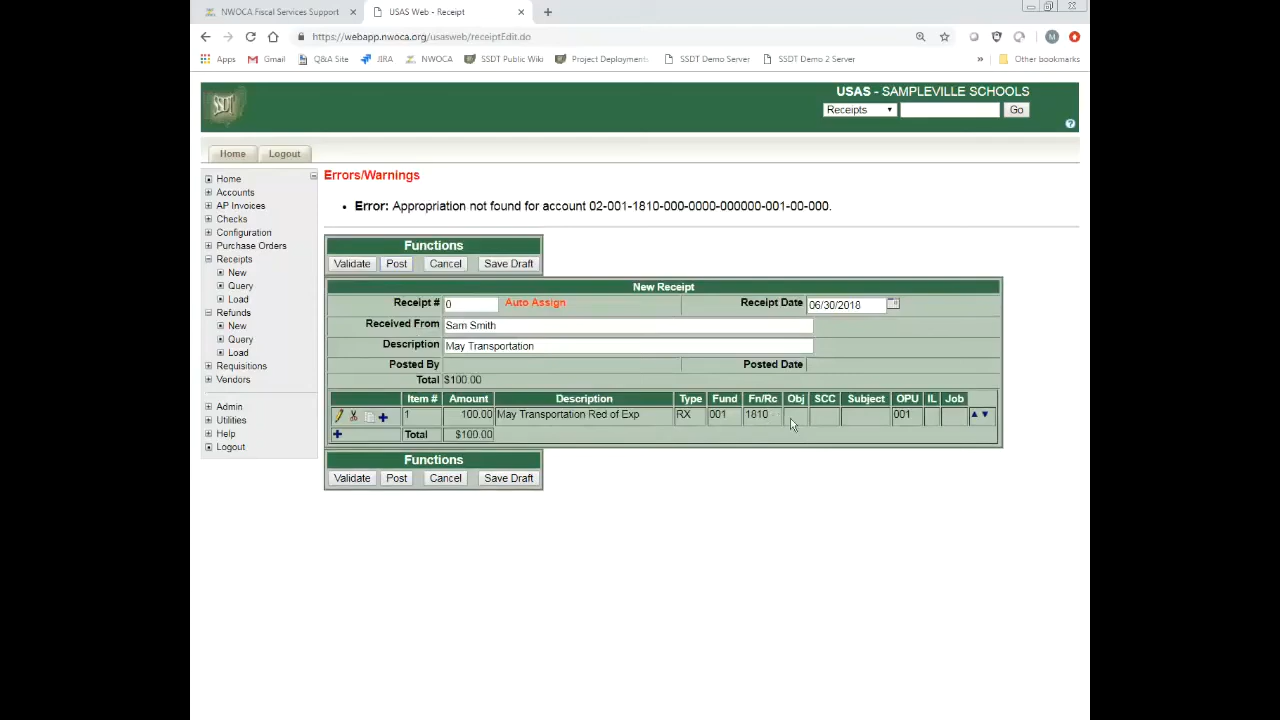 NWOCA Fiscal Services Support
USAS Web - Receipt
https://webapp.nwoca.org/usasweb/receiptEdit.do
M
Apps Gmail Q&A Site JIRA NWOCA SSDT Public Wiki Project Deployments SSDT Demo Server SSDT Demo 2 Server » Other bookmarks
SSDT
USAS - SAMPLEVILLE SCHOOLS
Receipts Go
Home Logout
Home
Accounts
AP Invoices
Checks
Configuration
Purchase Orders
Receipts
New
Query
Load
Refunds
New
Query
Load
Requisitions
Vendors
Admin
Utilities
Help
Logout
Errors/Warnings
• Error: Appropriation not found for account 02-001-1810-000-0000-000000-001-00-000.
Functions
Validate Post Cancel Save Draft
New Receipt
Receipt # 0 Auto Assign Receipt Date 06/30/2018
Received From Sam Smith
Description May Transportation
Posted By Posted Date
Total $100.00
Item # Amount Description Type Fund Fn/Rc Obj SCC Subject OPU IL Job
1 100.00 May Transportation Red of Exp RX 001 1810 001
Total $100.00
Functions
Validate Post Cancel Save Draft